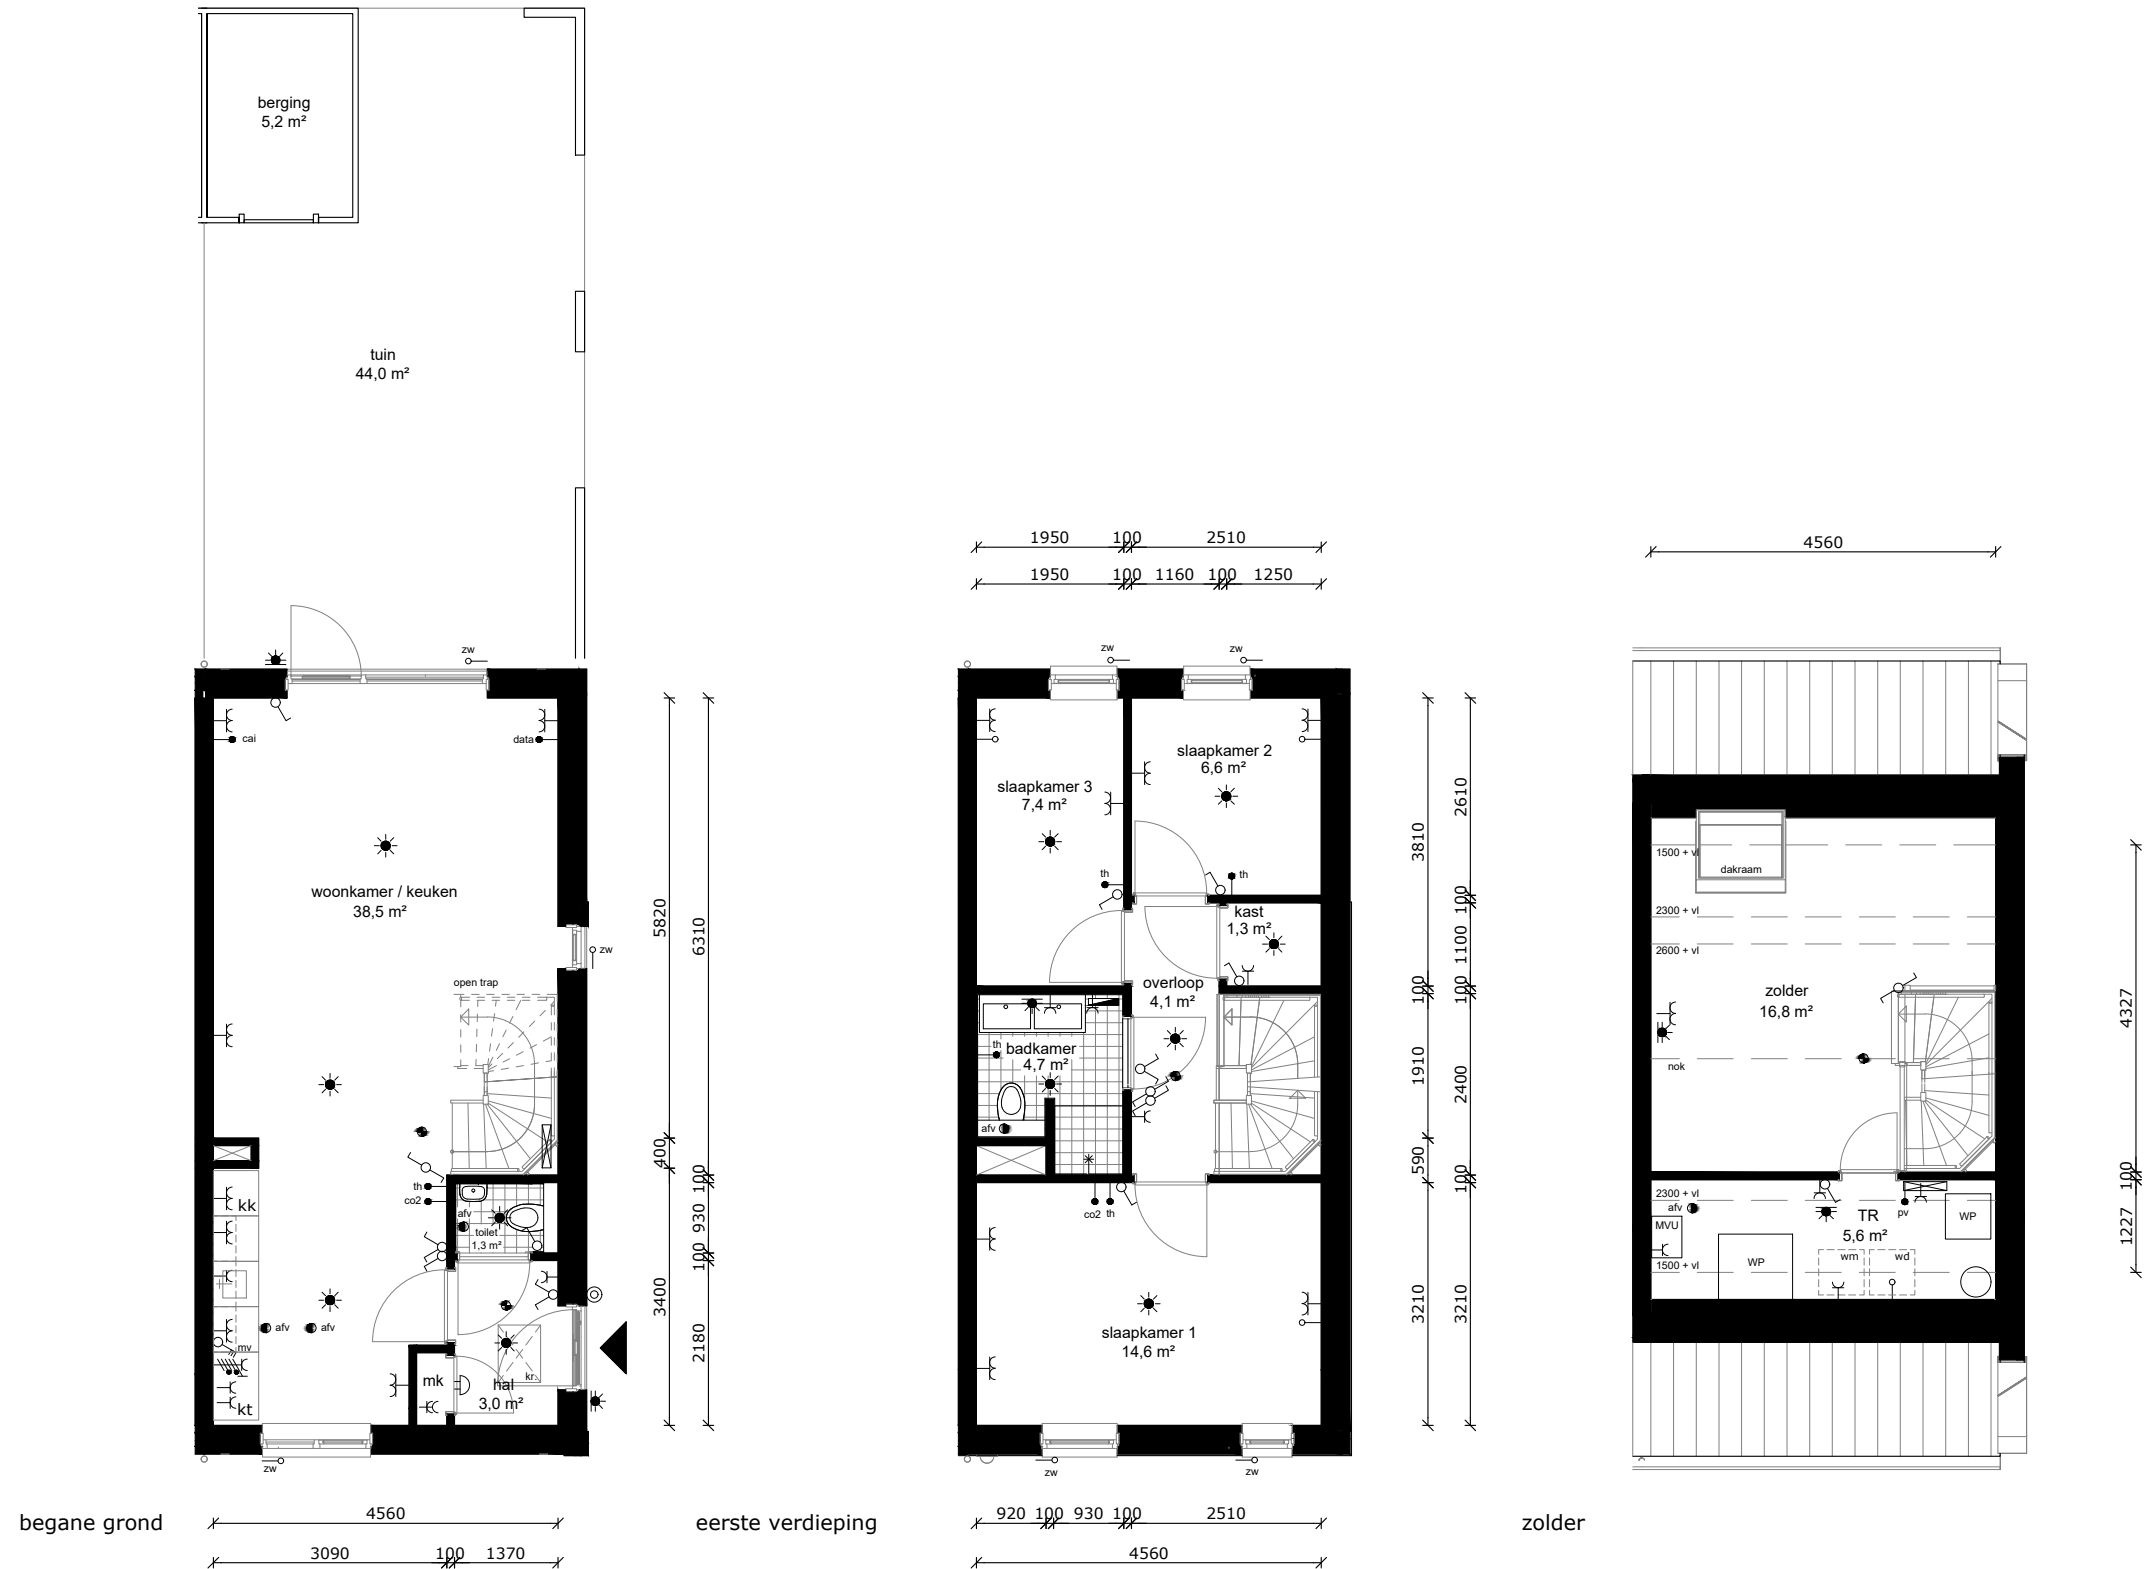 berging
5,2 m²
tuin
44,0 m²
zw
cai
data
woonkamer / keuken
38,5 m²
zw
open trap
th
co2
kk
afv
toilet
1,3 m²
afv
afv
mv
kt
mk
kr.
hal
3,0 m²
zw
5820
400
3400
6310
100
930
100
2180
begane grond
4560
3090
100
1370
1950
100
2510
1950
100
1160
100
1250
zw
zw
slaapkamer 3
7,4 m²
slaapkamer 2
6,6 m²
th
th
kast
1,3 m²
overloop
4,1 m²
th
badkamer
4,7 m²
afv
co2
th
slaapkamer 1
14,6 m²
zw
zw
3810
100
1910
590
3210
2610
100
1100
100
2400
100
3210
eerste verdieping
920
100
930
100
2510
4560
4560
1500 + vl
dakraam
2300 + vl
2600 + vl
zolder
16,8 m²
nok
2300 + vl
afv
MVU
1500 + vl
WP
TR
5,6 m²
wm
wd
pv
WP
4327
100
1227
zolder